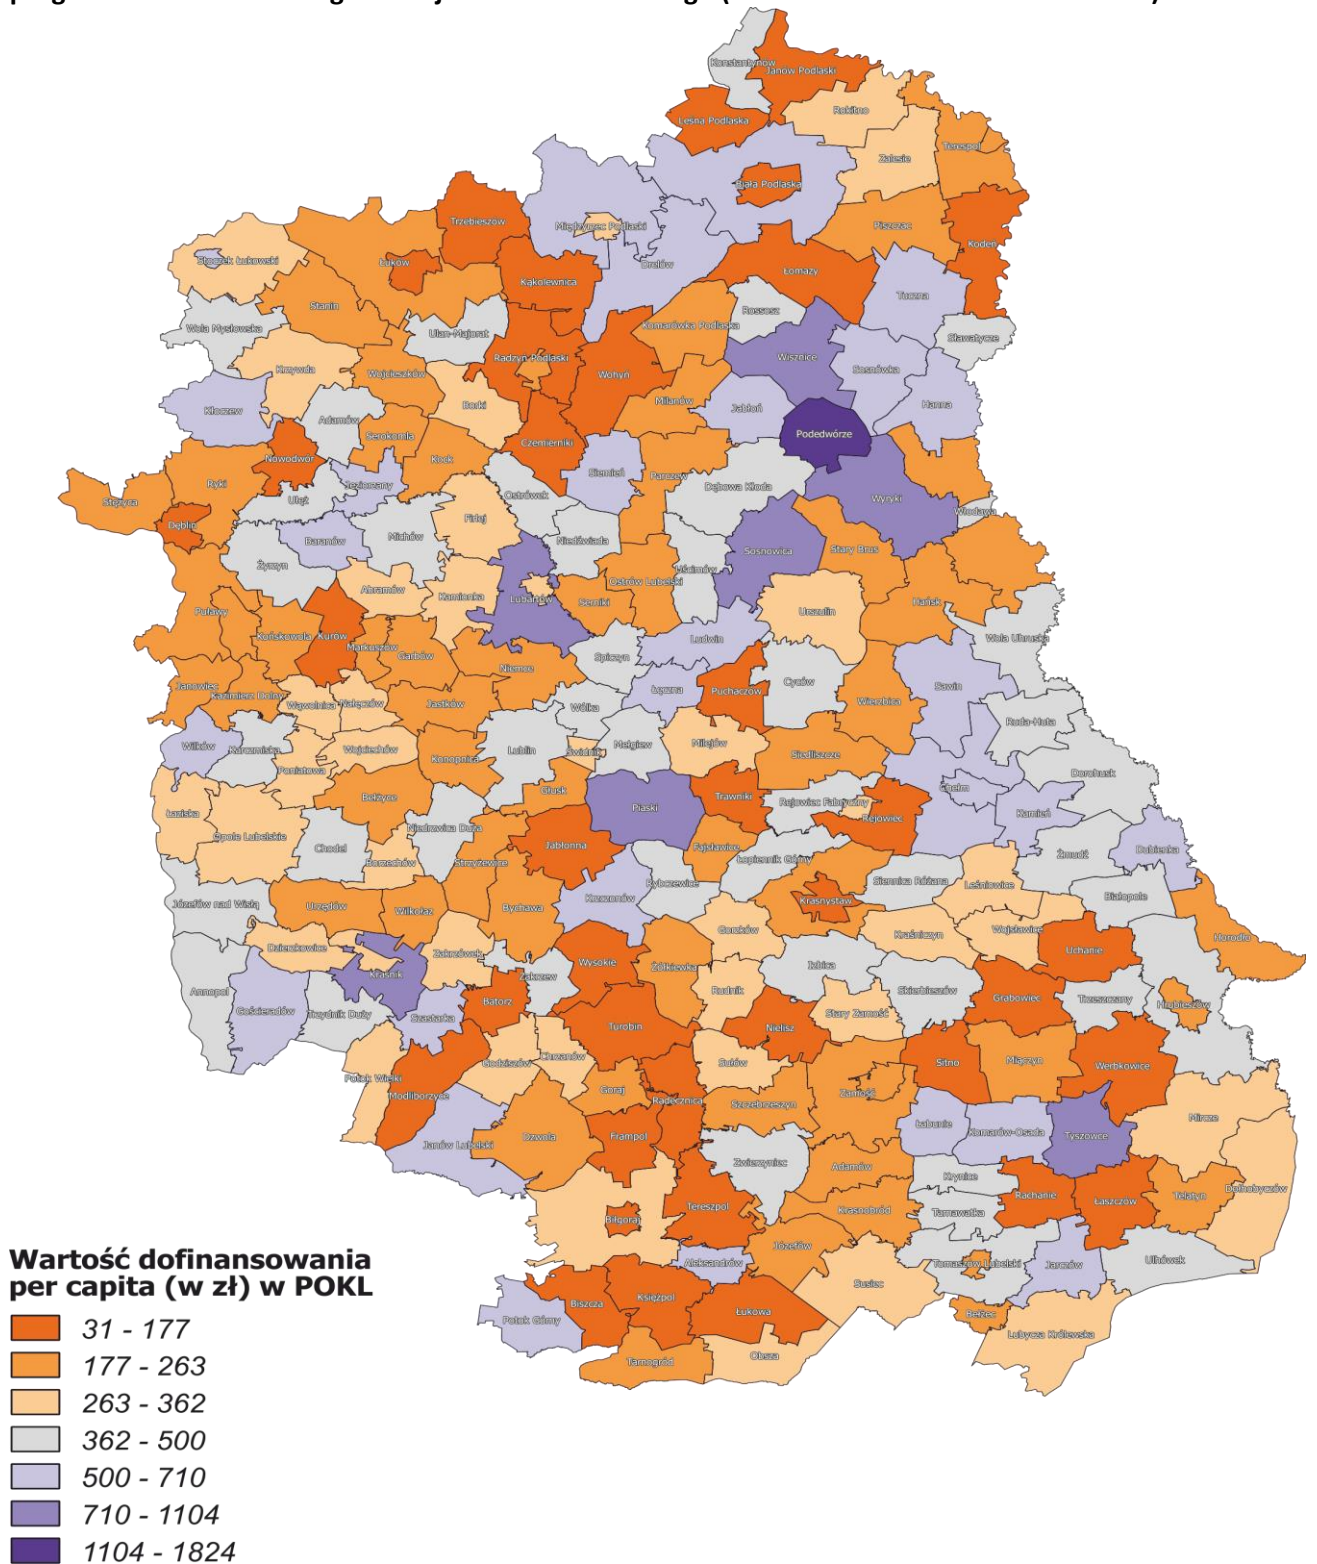 Konstantynów
Janów Podlaski
Leśna Podlaska
Rokitno
Terespol
Zalesie
Biała Podlaska
Trzebieszów
Międzyrzec Podlaski
Piszczac
Kodeń
Stoczek Łukowski
Łuków
Drelów
Kąkolewnica
Łomazy
Tuczna
Stanin
Rossosz
Wola Mysłowska
Ulan-Majorat
Komarówka Podlaska
Sławatycze
Radzyń Podlaski
Wisznice
Krzywda
Wojcieszków
Wohyń
Sosnówka
Milanów
Hanna
Kłoczew
Borki
Jabłoń
Adamów
Serokomla
Podedwórze
Czemierniki
Nowodwór
Kock
Siemień
Parczew
Ryki
Jeziorzany
Dębowa Kłoda
Stężyca
Ułęż
Ostrówek
Wyryki
Włodawa
Firlej
Dęblin
Michów
Niedźwiada
Baranów
Sosnowica
Stary Brus
Żyrzyn
Uścimów
Ostrów Lubelski
Abramów
Kamionka
Lubartów
Serniki
Hańsk
Puławy
Urszulin
Końskowola
Kurów
Markuszów
Garbów
Ludwin
Wola Uhruska
Spiczyn
Niemce
Janowiec
Kazimierz Dolny
Łęczna
Puchaczów
Cyców
Sawin
Wąwolnica
Nałęczów
Jastków
Wierzbica
Wólka
Ruda-Huta
Wilków
Karczmiska
Wojciechów
Lublin
Świdnik
Mełgiew
Milejów
Siedliszcze
Konopnica
Poniatowa
Dorohusk
Bełżyce
Głusk
Trawniki
Chełm
Piaski
Rejowiec Fabryczny
Rejowiec
Kamień
Łaziska
Niedrzwica Duża
Opole Lubelskie
Chodel
Jabłonna
Fajsławice
Dubienka
Borzechów
Strzyżewice
Łopiennik Górny
Żmudź
Rybczewice
Siennica Różana
Leśniowice
Krzczonów
Białopole
Józefów nad Wisłą
Urzędów
Wilkołaz
Bychawa
Krasnystaw
Gorzków
Kraśniczyn
Wojsławice
Horodło
Dzierzkowice
Zakrzówek
Uchanie
Kraśnik
Wysokie
Żółkiewka
Izbica
Zakrzew
Annopol
Rudnik
Skierbieszów
Grabowiec
Trzeszczany
Batorz
Hrubieszów
Gościeradów
Trzydnik Duży
Szastarka
Turobin
Nielisz
Stary Zamość
Chrzanów
Godziszów
Sułów
Sitno
Miączyn
Werbkowice
Potok Wielki
Modliborzyce
Goraj
Zamość
Radecznica
Szczebrzeszyn
Mircze
Łabunie
Komarów-Osada
Tyszowce
Dzwola
Frampol
Janów Lubelski
Zwierzyniec
Adamów
Krynice
Dołhobyczów
Rachanie
Łaszczów
Telatyn
Tereszpol
Krasnobród
Tarnawatka
Biłgoraj
Józefów
Aleksandrów
Tomaszów Lubelski
Jarczów
Ulhówek
Susiec
Księżpol
Biszcza
Łukowa
Potok Górny
Bełżec
Lubycza Królewska
Obsza
Tarnogród
Wartość dofinansowania
per capita (w zł) w POKL
31 - 177
177 - 263
263 - 362
362 - 500
500 - 710
710 - 1104
1104 - 1824